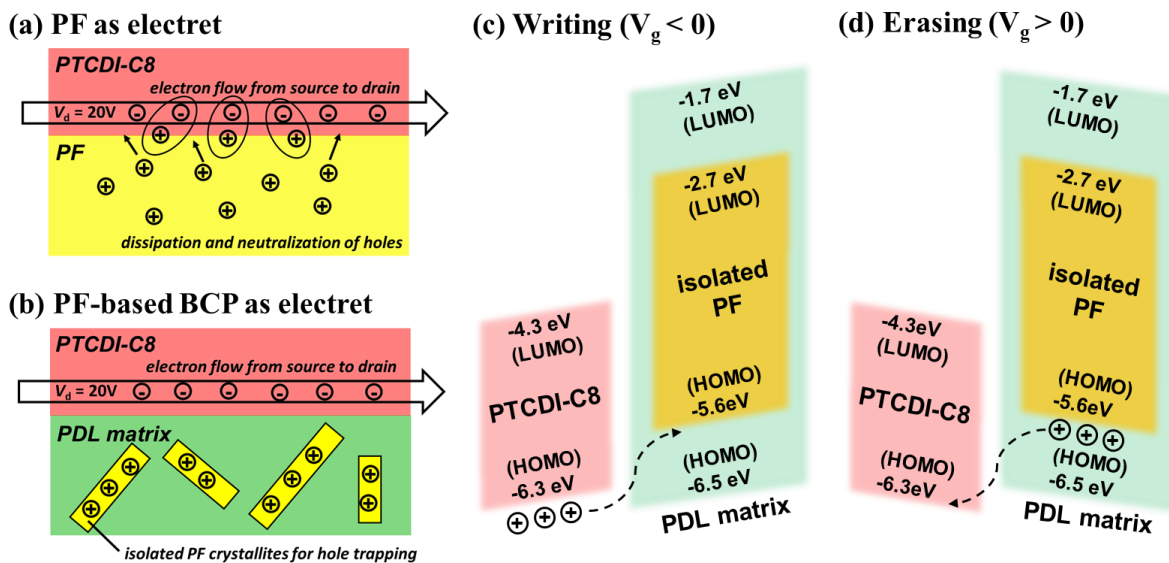 (a) PF as electret
PTCDI-C8
electron flow from source to drain
V_d = 20V
- - - - - -
+ + +
PF
+ + + +
+ + +
+ + +
dissipation and neutralization of holes
(b) PF-based BCP as electret
PTCDI-C8
electron flow from source to drain
V_d = 20V
- - - - - -
PDL matrix
+ + +
+ +
+ + +
+ +
isolated PF crystallites for hole trapping
(c) Writing (V_g < 0)
-1.7 eV
(LUMO)
-2.7 eV
(LUMO)
isolated
PF
(HOMO)
-5.6eV
-4.3 eV
(LUMO)
PTCDI-C8
(HOMO)
-6.3 eV
+ + +
(HOMO)
-6.5 eV
PDL matrix
(d) Erasing (V_g > 0)
-1.7 eV
(LUMO)
-2.7 eV
(LUMO)
isolated
PF
(HOMO)
-5.6eV
+ + +
-4.3eV
(LUMO)
PTCDI-C8
(HOMO)
-6.3eV
(HOMO)
-6.5 eV
PDL matrix